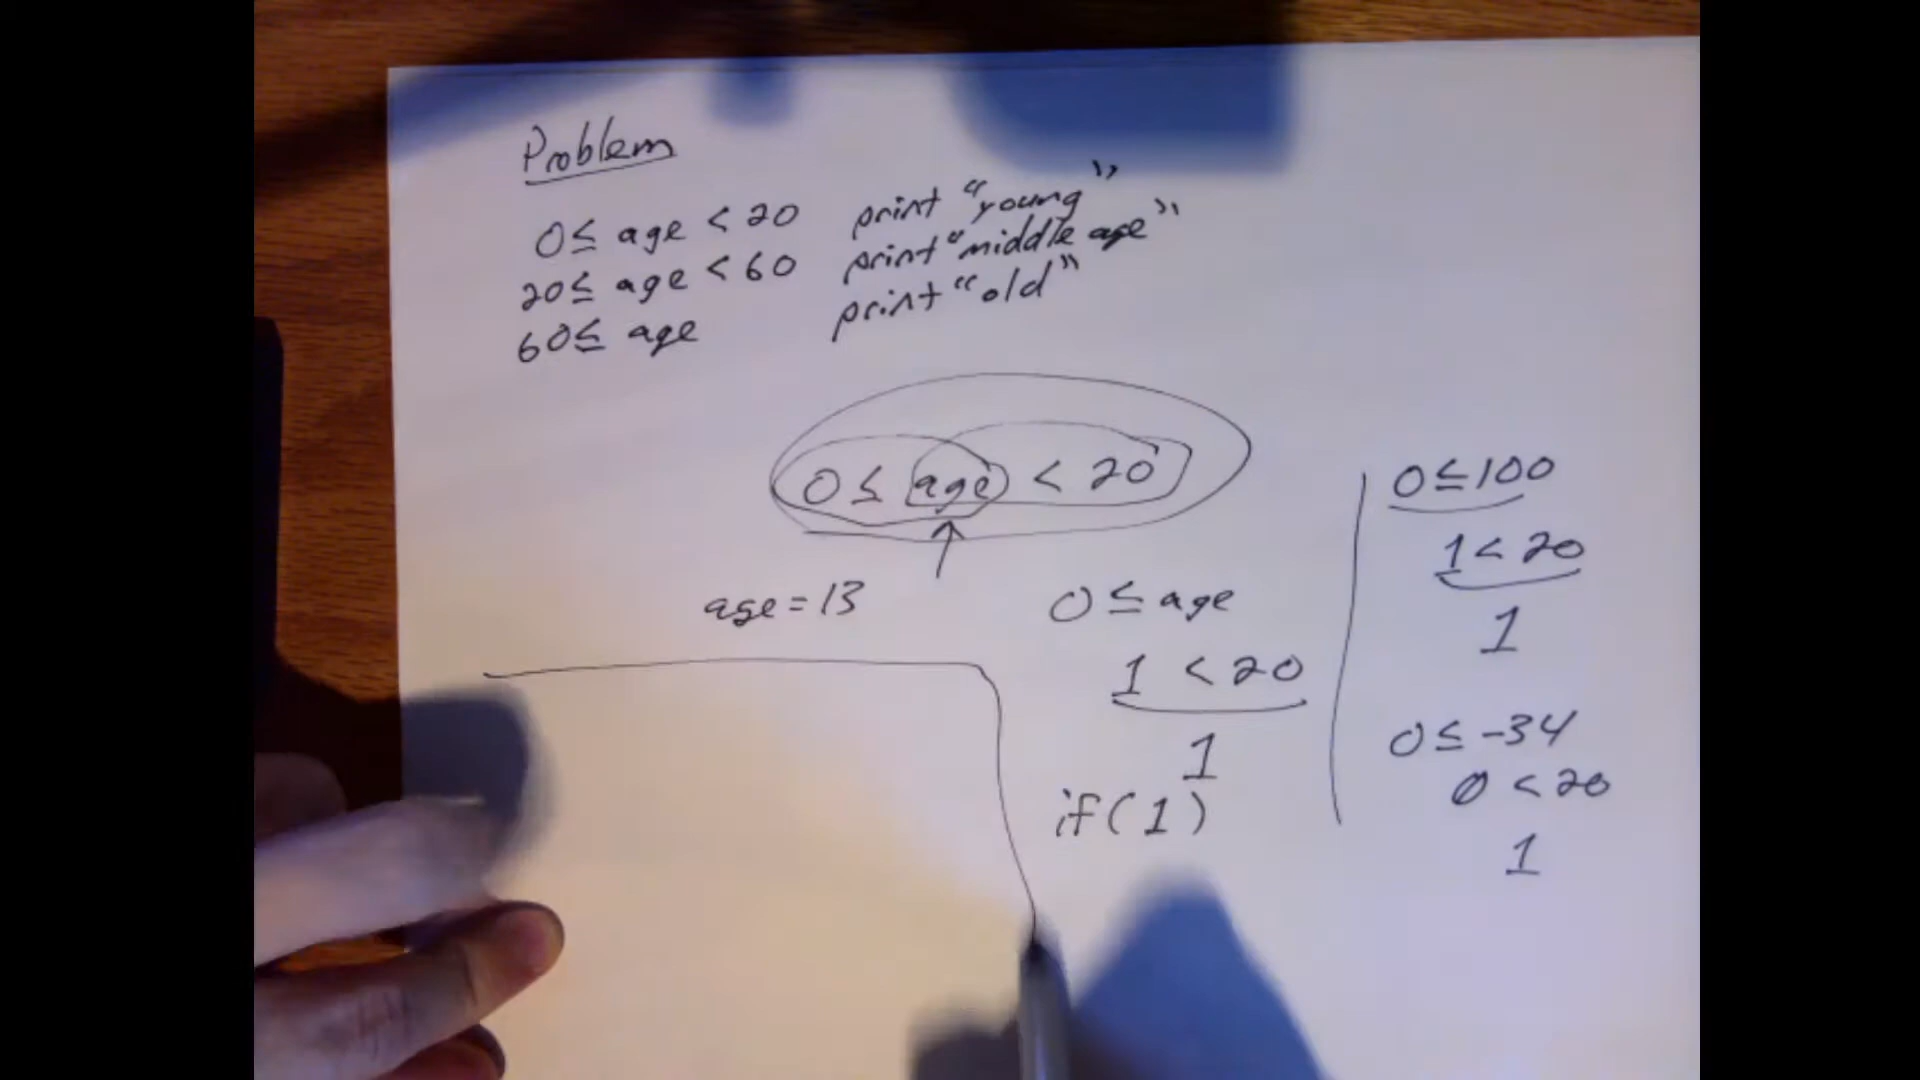 Problem
0≤ age < 20 print "young"
20≤ age < 60 print "middle age"
60≤ age print "old"
0≤ age < 20
age = 13
0≤ age
1 < 20
1
if(1)
0≤100
1< 20
1
0≤ -34
0 < 20
1